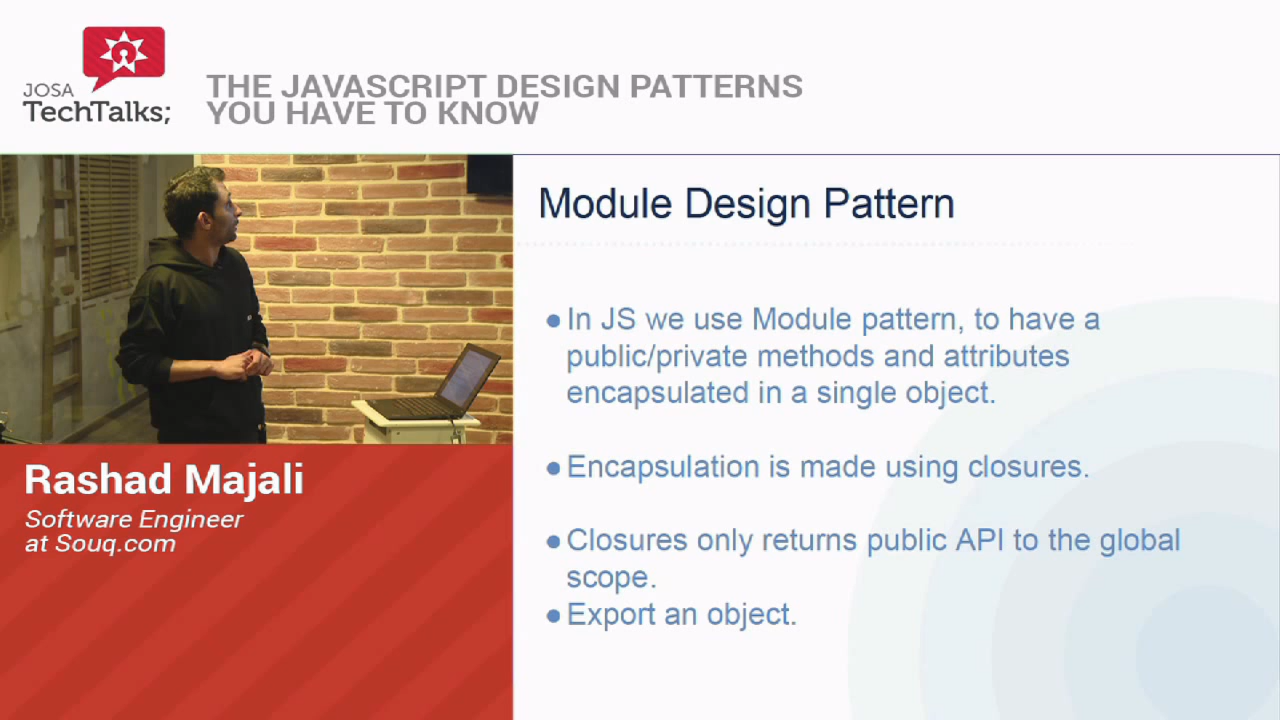 JOSA
TechTalks;
THE JAVASCRIPT DESIGN PATTERNS
YOU HAVE TO KNOW
Rashad Majali
Software Engineer
at Souq.com
Module Design Pattern
●In JS we use Module pattern, to have a
public/private methods and attributes
encapsulated in a single object.
●Encapsulation is made using closures.
●Closures only returns public API to the global
scope.
●Export an object.